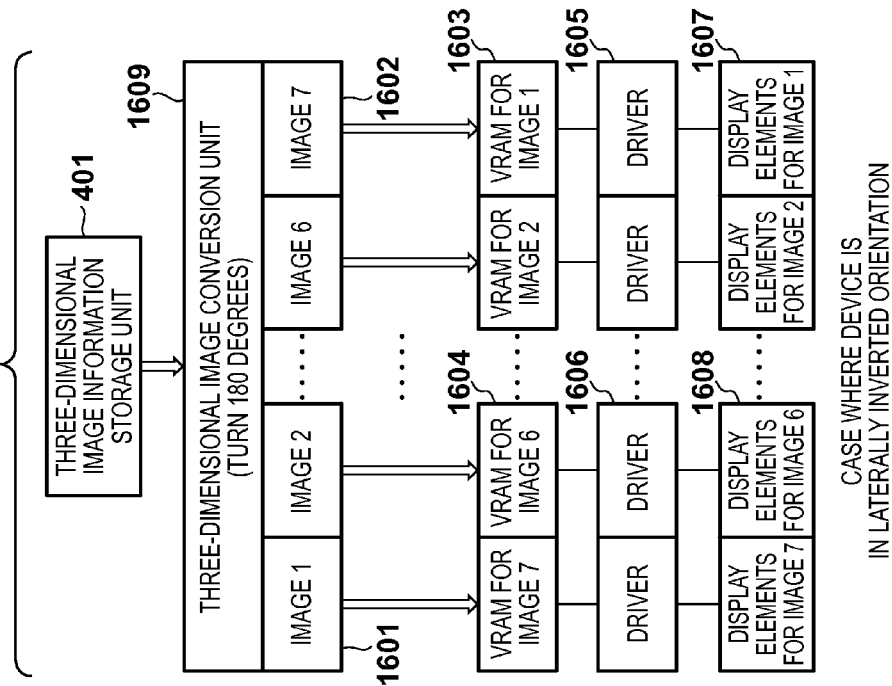 401
THREE-DIMENSIONAL
IMAGE INFORMATION
STORAGE UNIT
1609
THREE-DIMENSIONAL IMAGE CONVERSION UNIT
(TURN 180 DEGREES)
IMAGE 1
IMAGE 2
IMAGE 6
IMAGE 7
1601
1602
1604
1603
VRAM FOR
IMAGE 7
VRAM FOR
IMAGE 6
VRAM FOR
IMAGE 2
VRAM FOR
IMAGE 1
1606
1605
DRIVER
DRIVER
DRIVER
DRIVER
1608
1607
DISPLAY
ELEMENTS
FOR IMAGE 7
DISPLAY
ELEMENTS
FOR IMAGE 6
DISPLAY
ELEMENTS
FOR IMAGE 2
DISPLAY
ELEMENTS
FOR IMAGE 1
CASE WHERE DEVICE IS
IN LATERALLY INVERTED ORIENTATION